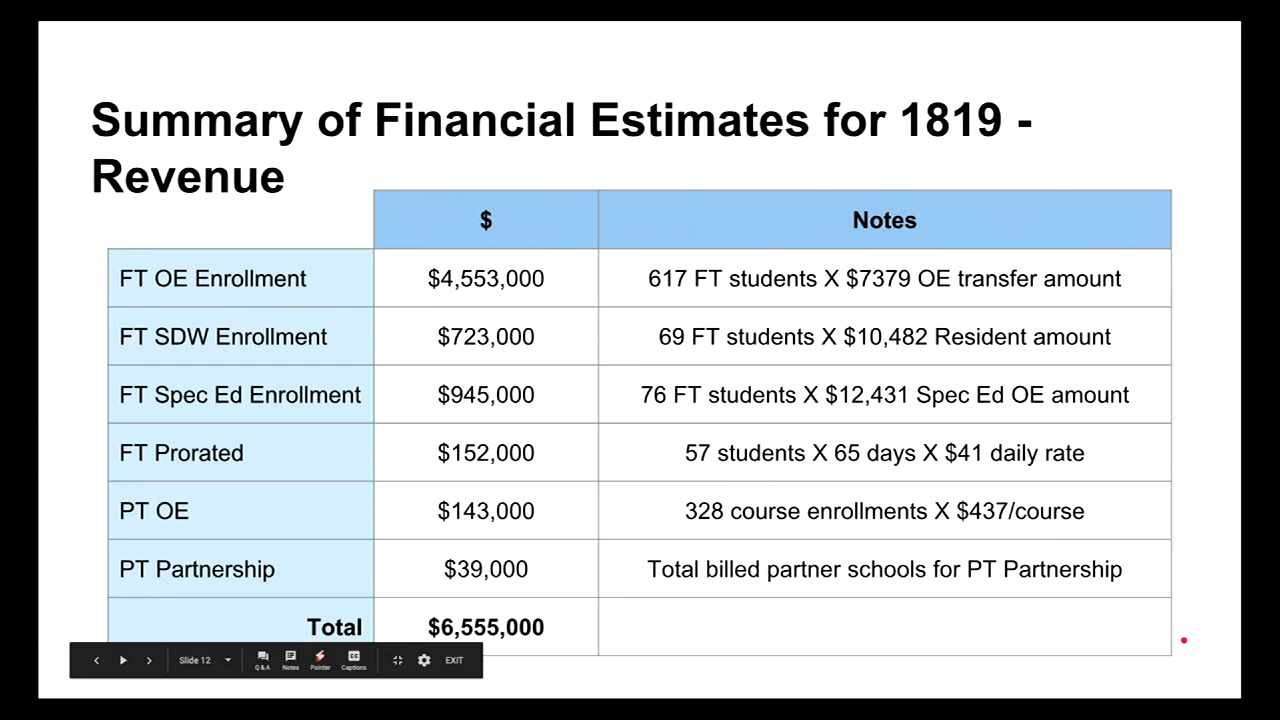 Summary of Financial Estimates for 1819 -
Revenue
$ Notes
FT OE Enrollment $4,553,000 617 FT students X $7379 OE transfer amount
FT SDW Enrollment $723,000 69 FT students X $10,482 Resident amount
FT Spec Ed Enrollment $945,000 76 FT students X $12,431 Spec Ed OE amount
FT Prorated $152,000 57 students X 65 days X $41 daily rate
PT OE $143,000 328 course enrollments X $437/course
PT Partnership $39,000 Total billed partner schools for PT Partnership
Total $6,555,000
Slide 12 Q&A Notes Pointer Captions EXIT